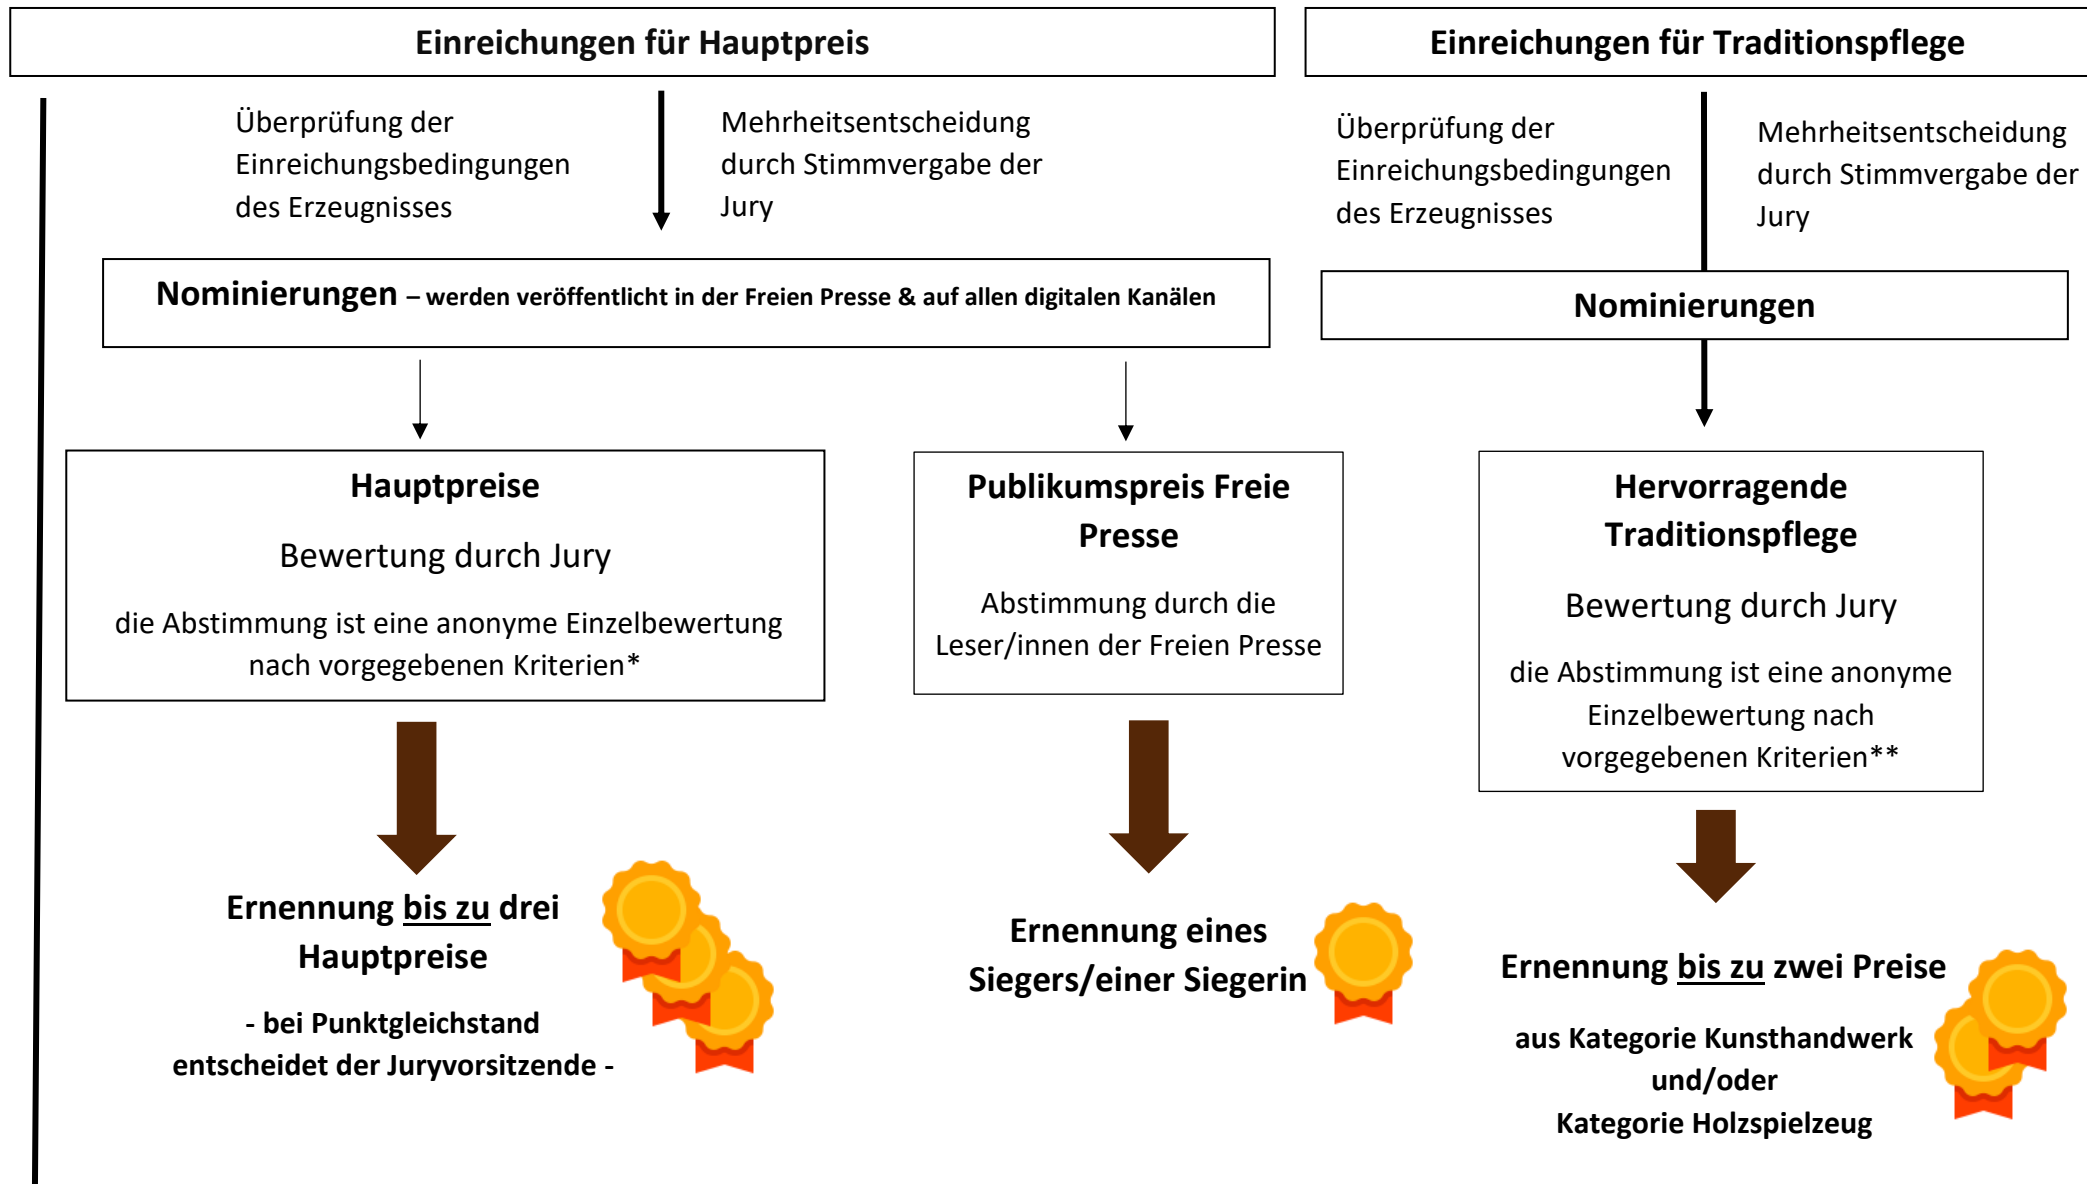 Einreichungen für Hauptpreis
Überprüfung der
Einreichungsbedingungen
des Erzeugnisses
Mehrheitsentscheidung
durch Stimmvergabe der
Jury
Nominierungen – werden veröffentlicht in der Freien Presse & auf allen digitalen Kanälen
Hauptpreise
Bewertung durch Jury
die Abstimmung ist eine anonyme Einzelbewertung
nach vorgegebenen Kriterien*
Ernennung bis zu drei
Hauptpreise
- bei Punktgleichstand
entscheidet der Juryvorsitzende -
Publikumspreis Freie
Presse
Abstimmung durch die
Leser/innen der Freien Presse
Ernennung eines
Siegers/einer Siegerin
Einreichungen für Traditionspflege
Überprüfung der
Einreichungsbedingungen
des Erzeugnisses
Mehrheitsentscheidung
durch Stimmvergabe der
Jury
Nominierungen
Hervorragende
Traditionspflege
Bewertung durch Jury
die Abstimmung ist eine anonyme
Einzelbewertung nach
vorgegebenen Kriterien**
Ernennung bis zu zwei Preise
aus Kategorie Kunsthandwerk
und/oder
Kategorie Holzspielzeug